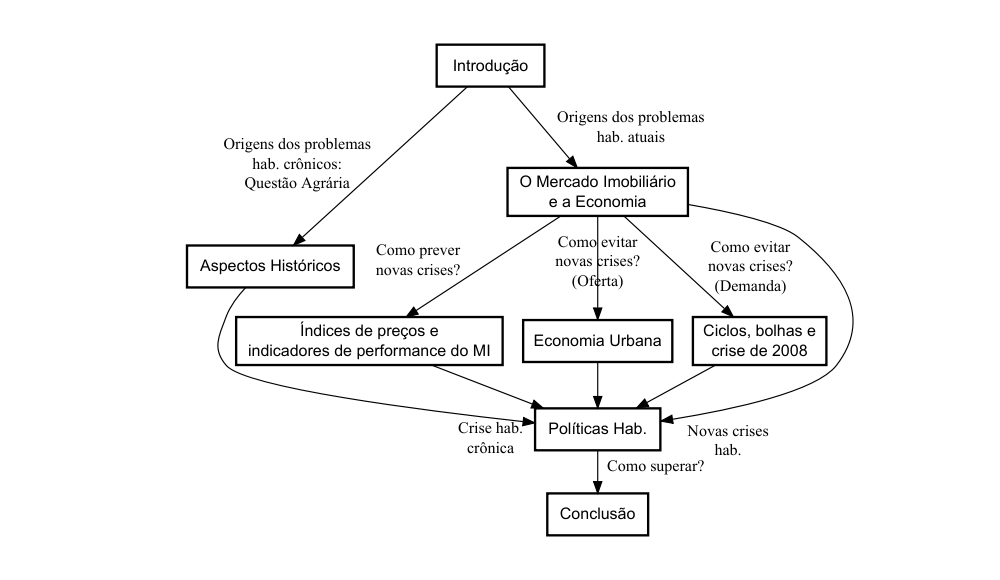 Introdução
Origens dos problemas
hab. atuais
Origens dos problemas
hab. crônicos:
Questão Agrária
O Mercado Imobiliário
e a Economia
Aspectos Históricos
Como prever
novas crises?
Como evitar
novas crises?
(Oferta)
Como evitar
novas crises?
(Demanda)
Índices de preços e
indicadores de performance do MI
Economia Urbana
Ciclos, bolhas e
crise de 2008
Crise hab.
crônica
Políticas Hab.
Novas crises
hab.
Como superar?
Conclusão